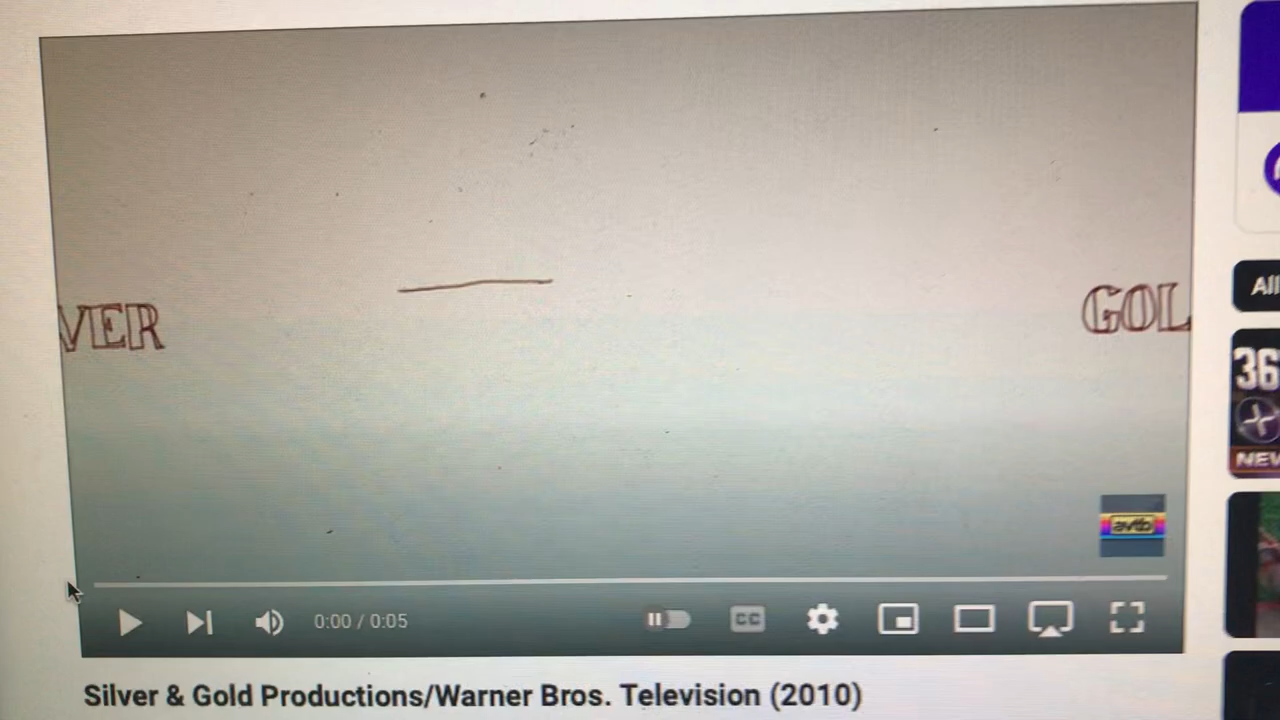 VER
GOL
avtb
0:00 / 0:05
CC
Silver & Gold Productions/Warner Bros. Television (2010)
All
36
NEW